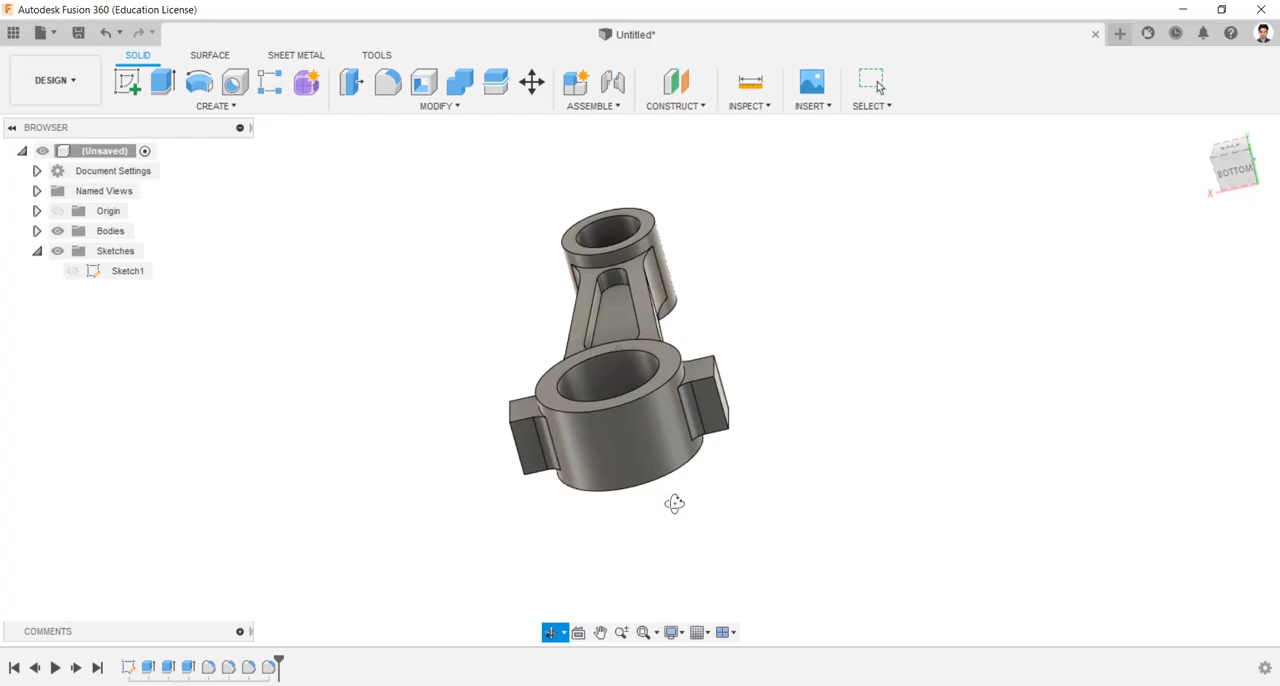 Autodesk Fusion 360 (Education License)
Untitled*
SOLID SURFACE SHEET METAL TOOLS
DESIGN
CREATE MODIFY ASSEMBLE CONSTRUCT INSPECT INSERT SELECT
BROWSER
(Unsaved)
Document Settings
Named Views
Origin
Bodies
Sketches
Sketch1
BOTTOM
X
COMMENTS